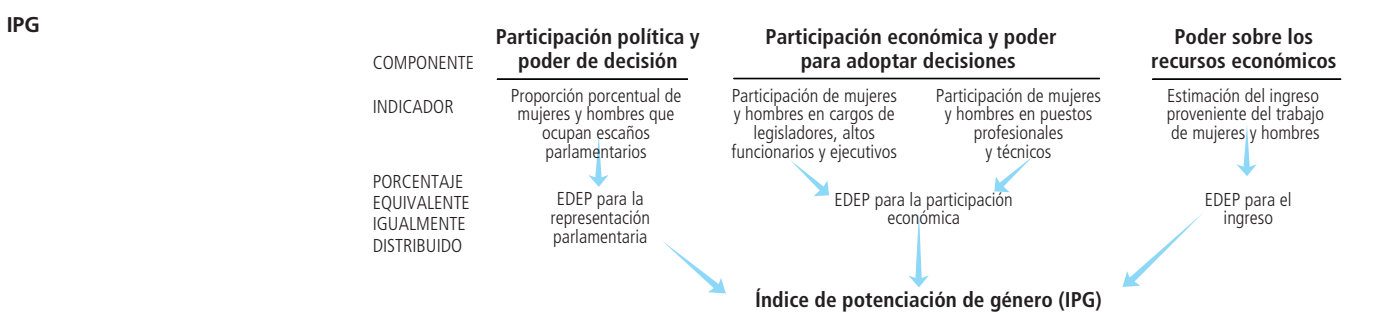 IPG
COMPONENTE
Participación política y
poder de decisión
Participación económica y poder
para adoptar decisiones
Poder sobre los
recursos económicos
INDICADOR
Proporción porcentual de
mujeres y hombres que
ocupan escaños
parlamentarios
Participación de mujeres
y hombres en cargos de
legisladores, altos
funcionarios y ejecutivos
Participación de mujeres
y hombres en puestos
profesionales
y técnicos
Estimación del ingreso
proveniente del trabajo
de mujeres y hombres
PORCENTAJE
EQUIVALENTE
IGUALMENTE
DISTRIBUIDO
EDEP para la
representación
parlamentaria
EDEP para la participación
económica
EDEP para el
ingreso
Índice de potenciación de género (IPG)